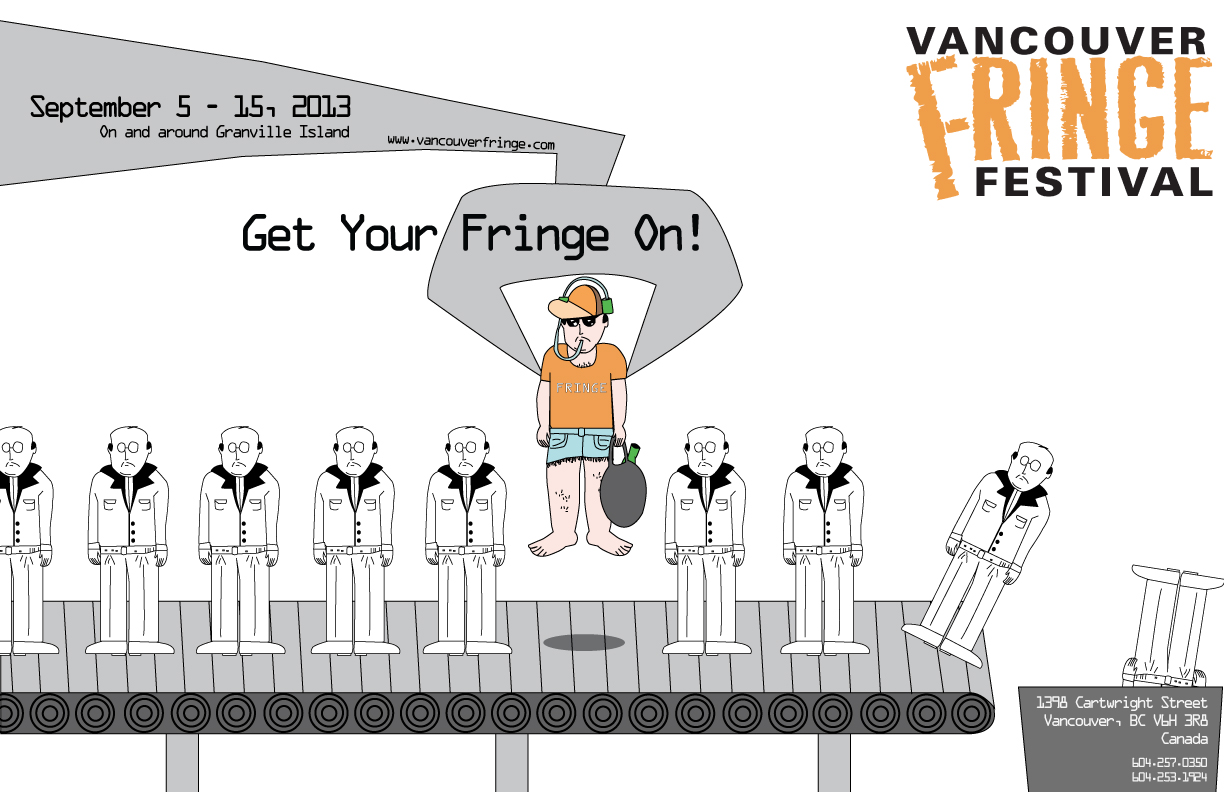 VANCOUVER
FRINGE
FESTIVAL
September 5 - 15, 2013
On and around Granville Island
www.vancouverfringe.com
Get Your Fringe On!
FRINGE
1398 Cartwright Street
Vancouver, BC V6H 3R8
Canada
604.257.0350
604.253.1924